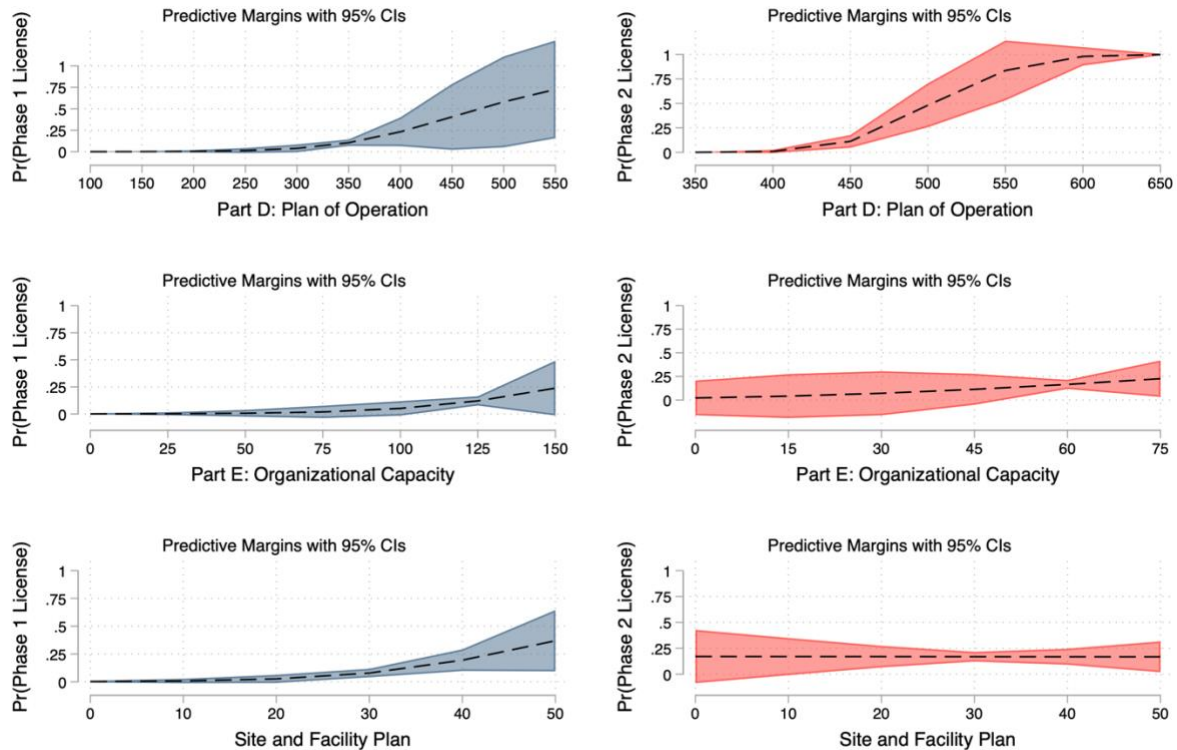 Predictive Margins with 95% CIs
Pr(Phase 1 License)
1
.75
.5
.25
0
100 150 200 250 300 350 400 450 500 550
Part D: Plan of Operation
Predictive Margins with 95% CIs
Pr(Phase 2 License)
1
.75
.5
.25
0
350 400 450 500 550 600 650
Part D: Plan of Operation
Predictive Margins with 95% CIs
Pr(Phase 1 License)
1
.75
.5
.25
0
0 25 50 75 100 125 150
Part E: Organizational Capacity
Predictive Margins with 95% CIs
Pr(Phase 2 License)
1
.75
.5
.25
0
0 15 30 45 60 75
Part E: Organizational Capacity
Predictive Margins with 95% CIs
Pr(Phase 1 License)
1
.75
.5
.25
0
0 10 20 30 40 50
Site and Facility Plan
Predictive Margins with 95% CIs
Pr(Phase 2 License)
1
.75
.5
.25
0
0 10 20 30 40 50
Site and Facility Plan